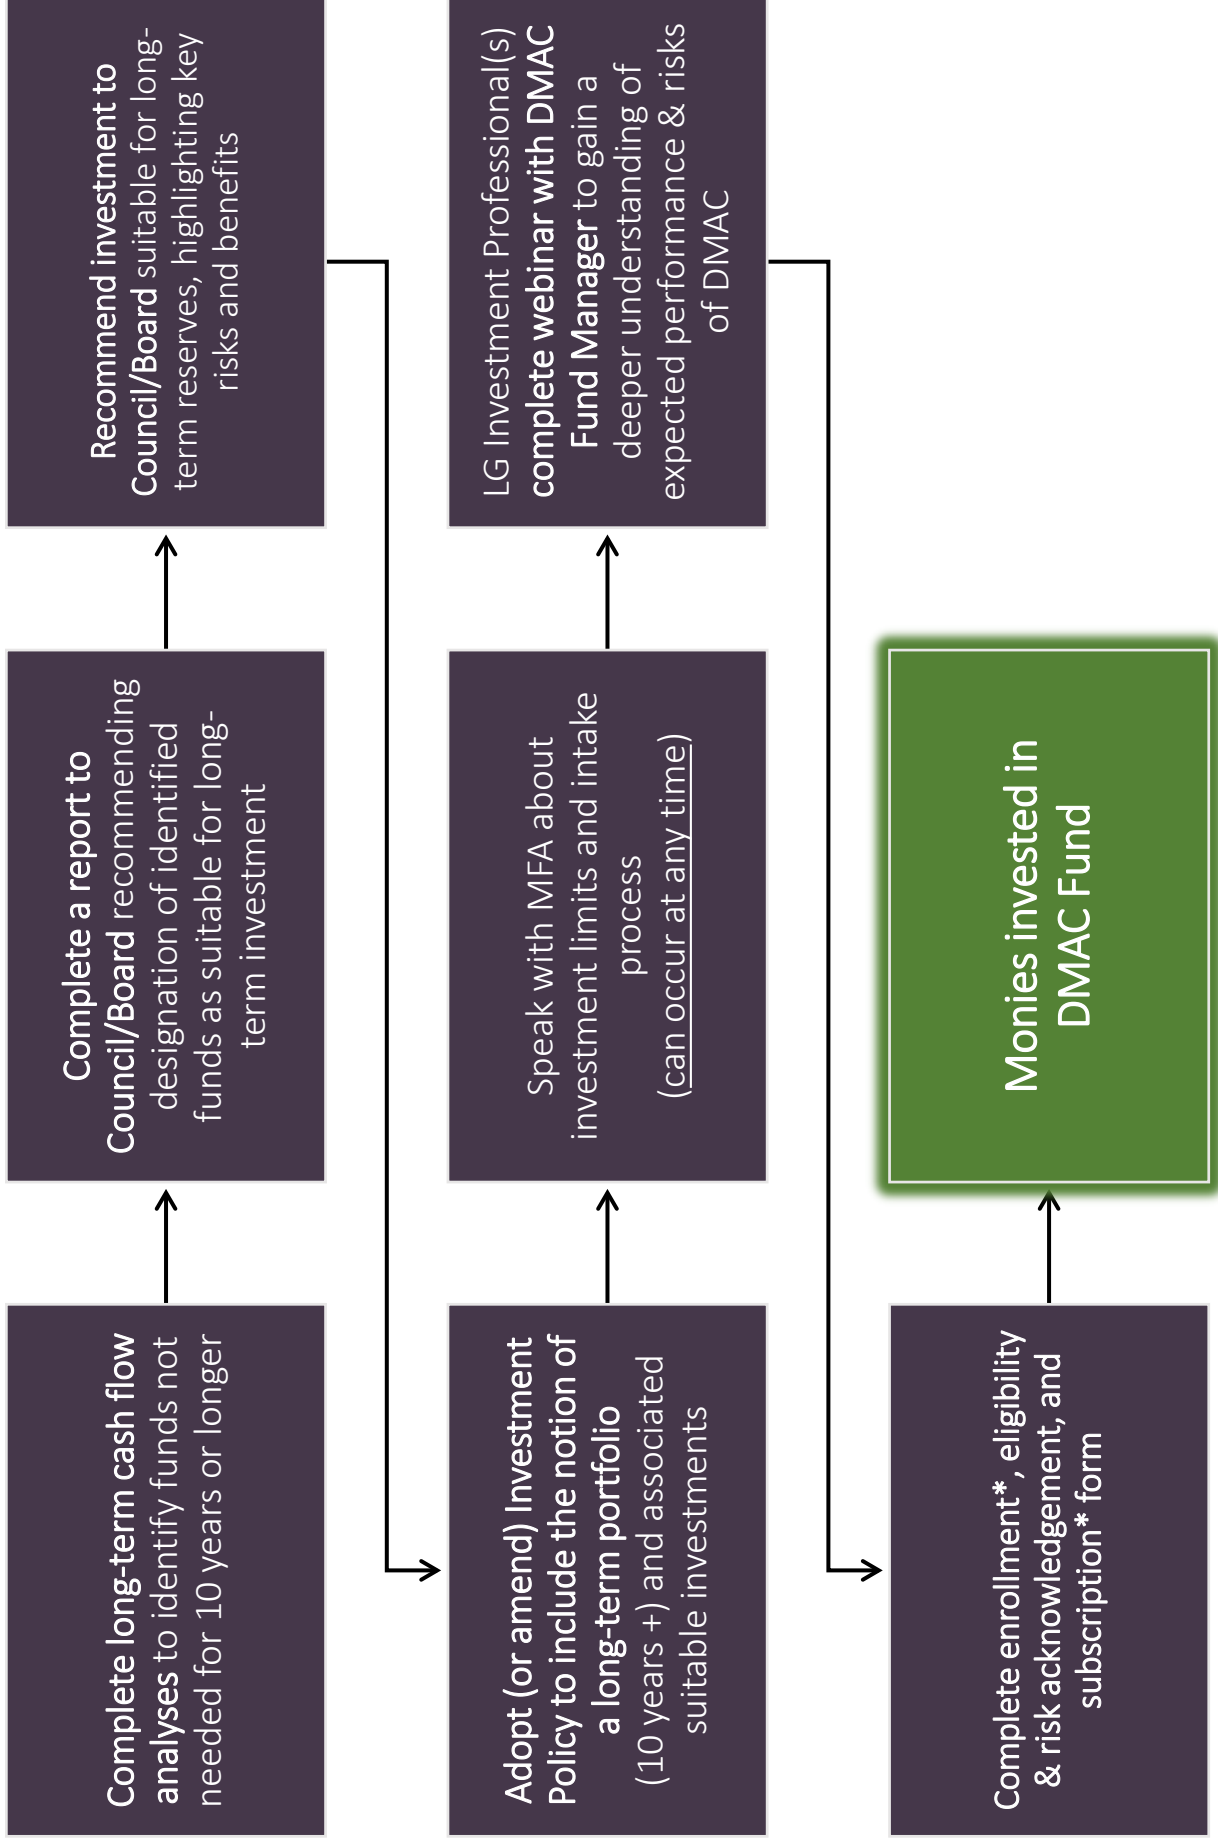 Complete long-term cash flow
analyses to identify funds not
needed for 10 years or longer
Complete a report to
Council/Board recommending
designation of identified
funds as suitable for long-
term investment
Recommend investment to
Council/Board suitable for long-
term reserves, highlighting key
risks and benefits
Adopt (or amend) Investment
Policy to include the notion of
a long-term portfolio
(10 years +) and associated
suitable investments
Speak with MFA about
investment limits and intake
process
(can occur at any time)
LG Investment Professional(s)
complete webinar with DMAC
Fund Manager to gain a
deeper understanding of
expected performance & risks
of DMAC
Complete enrollment*, eligibility
& risk acknowledgement, and
subscription* form
Monies invested in
DMAC Fund